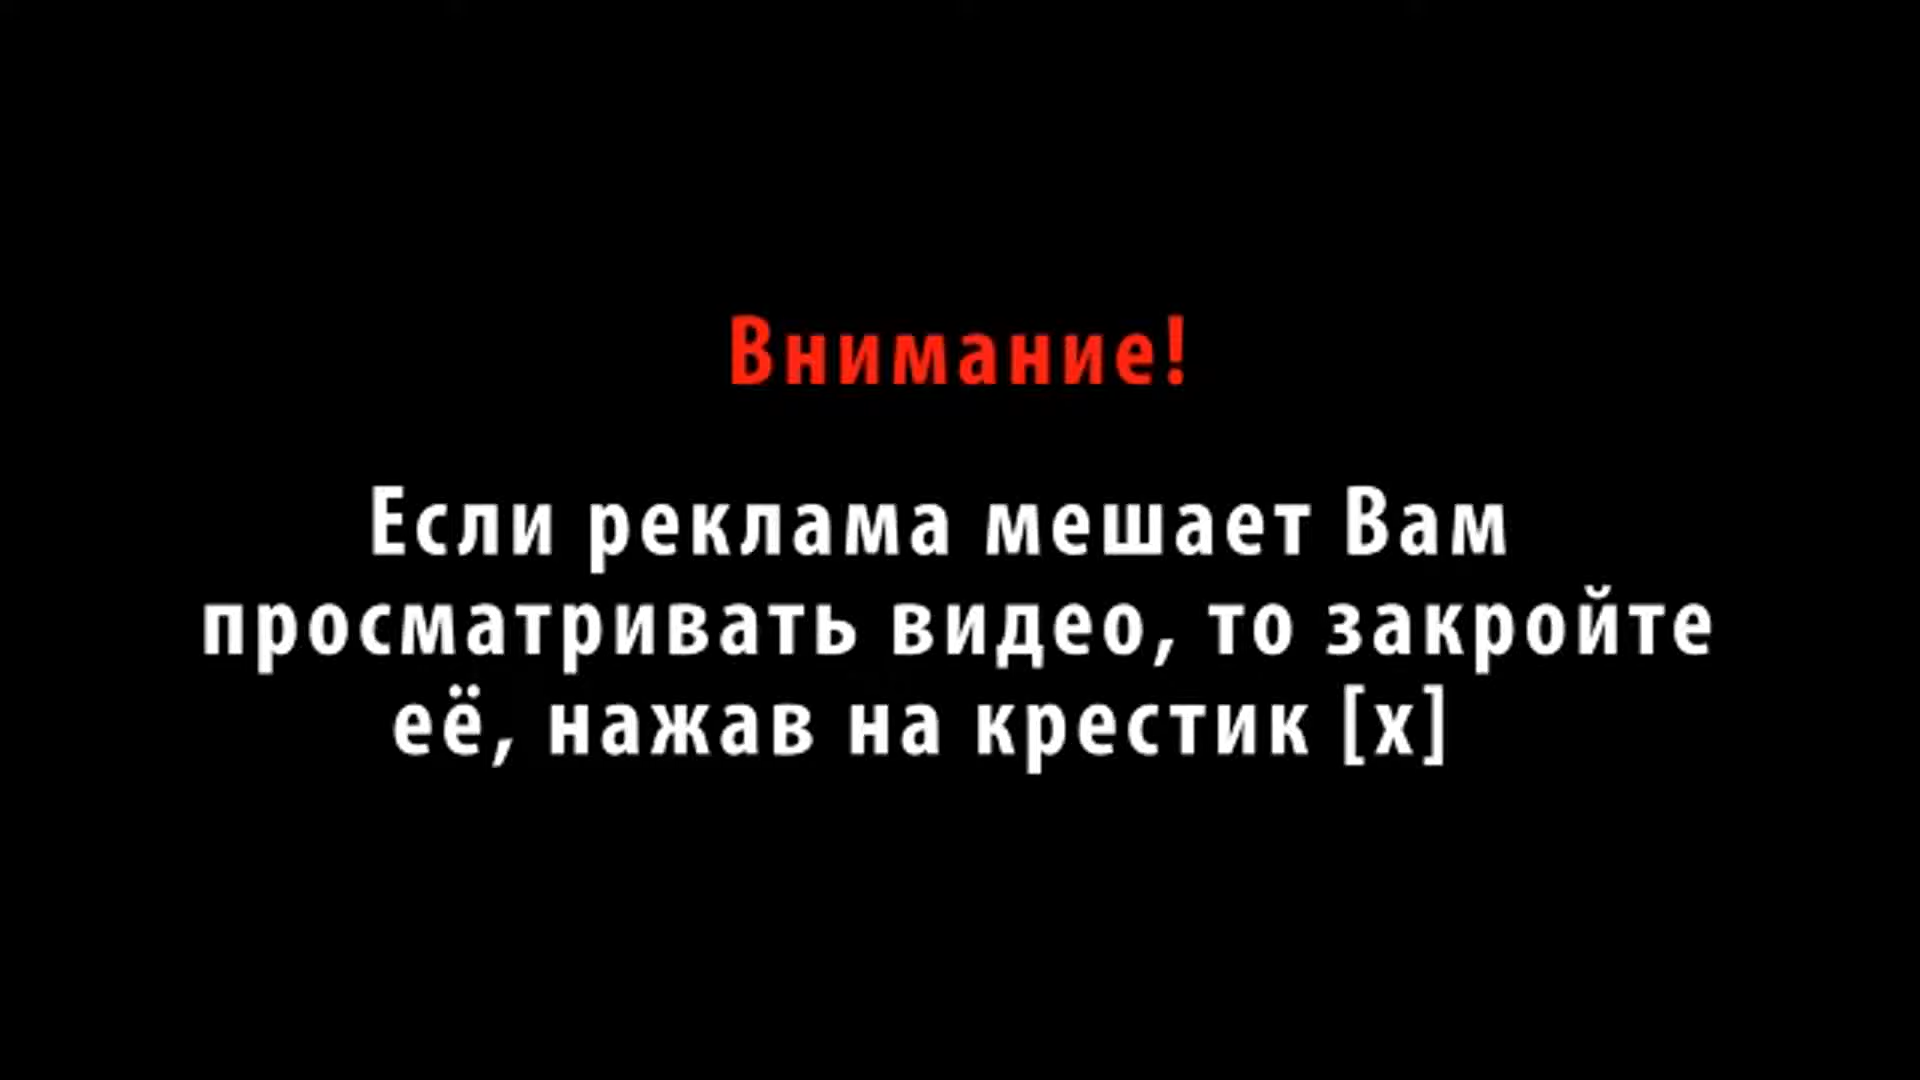 Внимание!
Если реклама мешает Вам
просматривать видео, то закройте
её, нажав на крестик [x]